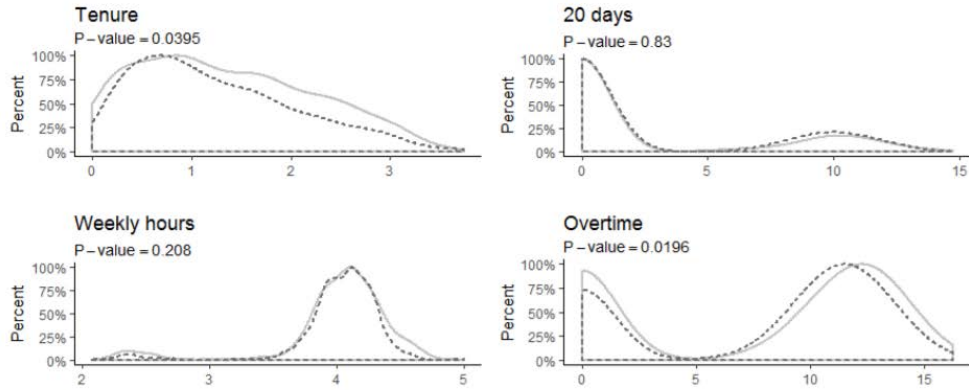 Tenure
P – value = 0.0395
100%
75%
50%
25%
0%
Percent
0 1 2 3
20 days
P – value = 0.83
100%
75%
50%
25%
0%
Percent
0 5 10 15
Weekly hours
P – value = 0.208
100%
75%
50%
25%
0%
Percent
2 3 4 5
Overtime
P – value = 0.0196
100%
75%
50%
25%
0%
Percent
0 5 10 15